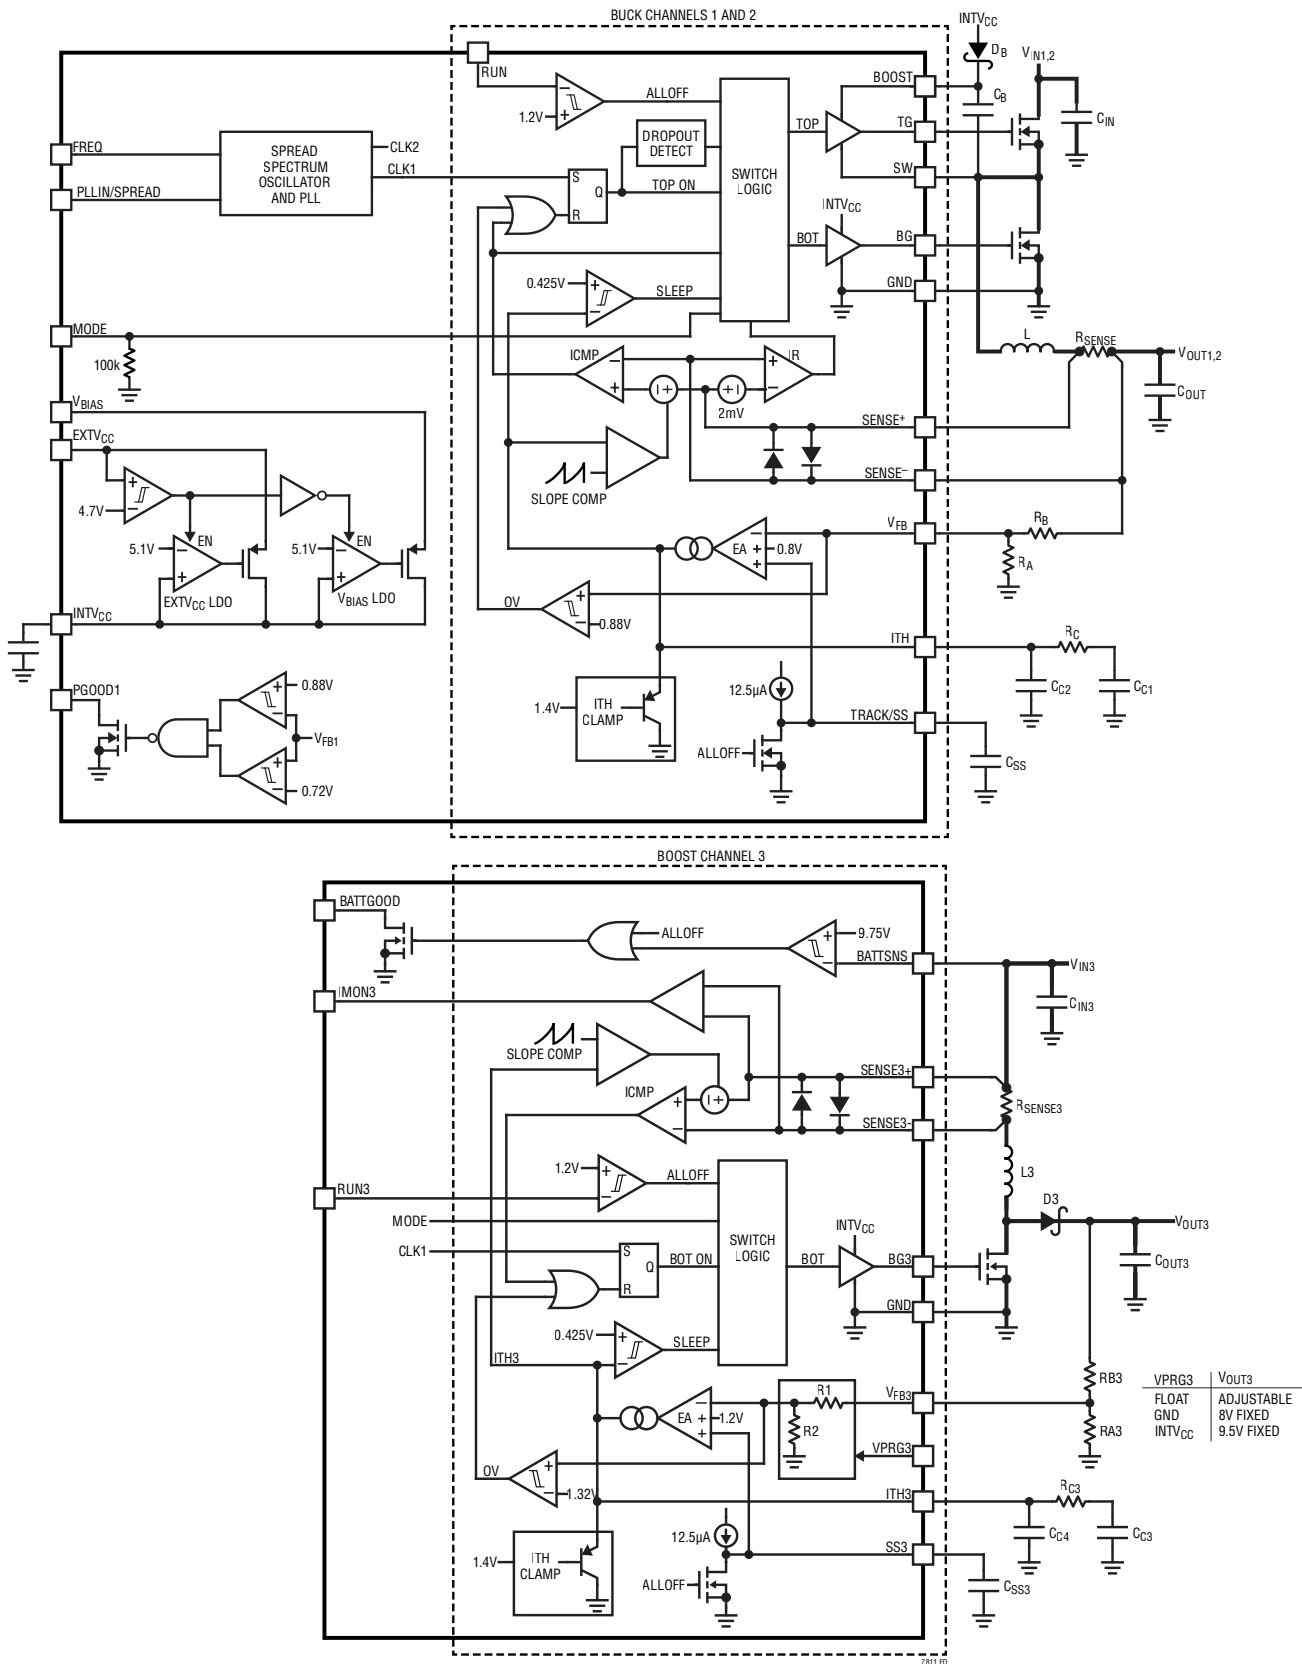 BUCK CHANNELS 1 AND 2
INTVCC
DB
VIN1,2
RUN
BOOST
CB
ALLOFF
1.2V
–
+
CIN
TG
TOP
DROPOUT
DETECT
FREQ
SPREAD
SPECTRUM
OSCILLATOR
AND PLL
CLK2
CLK1
SWITCH
LOGIC
SW
S
Q
R
TOP ON
PLLIN/SPREAD
INTVCC
BOT
BG
0.425V
+
–
SLEEP
GND
MODE
100k
ICMP
–
+
IR
+
–
2mV
L
RSENSE
VOUT1,2
COUT
VBIAS
EXTVCC
SENSE+
SLOPE COMP
SENSE–
+
–
4.7V
5.1V
–
+
EN
5.1V
–
+
EN
EXTVCC LDO
VBIAS LDO
VFB
RB
RA
EA
–
+
+
0.8V
INTVCC
OV
+
–
0.88V
ITH
RC
CC2
CC1
PGOOD1
0.88V
+
–
VFB1
+
–
0.72V
1.4V
ITH
CLAMP
12.5µA
TRACK/SS
ALLOFF
CSS
BOOST CHANNEL 3
BATTGOOD
ALLOFF
+
–
9.75V
BATTSNS
VIN3
CIN3
IMON3
SLOPE COMP
SENSE3+
ICMP
+
–
RSENSE3
SENSE3-
1.2V
+
–
ALLOFF
L3
RUN3
D3
VOUT3
MODE
INTVCC
SWITCH
LOGIC
CLK1
S
Q
R
BOT ON
BOT
BG3
COUT3
GND
0.425V
+
–
SLEEP
ITH3
RB3
VPRG3 VOUT3
FLOAT ADJUSTABLE
GND 8V FIXED
INTVCC 9.5V FIXED
R1
VFB3
EA
–
+
+
1.2V
R2
RA3
VPRG3
OV
+
–
1.32V
ITH3
RC3
CC4
CC3
1.4V
ITH
CLAMP
12.5µA
SS3
ALLOFF
CSS3
7811 FD